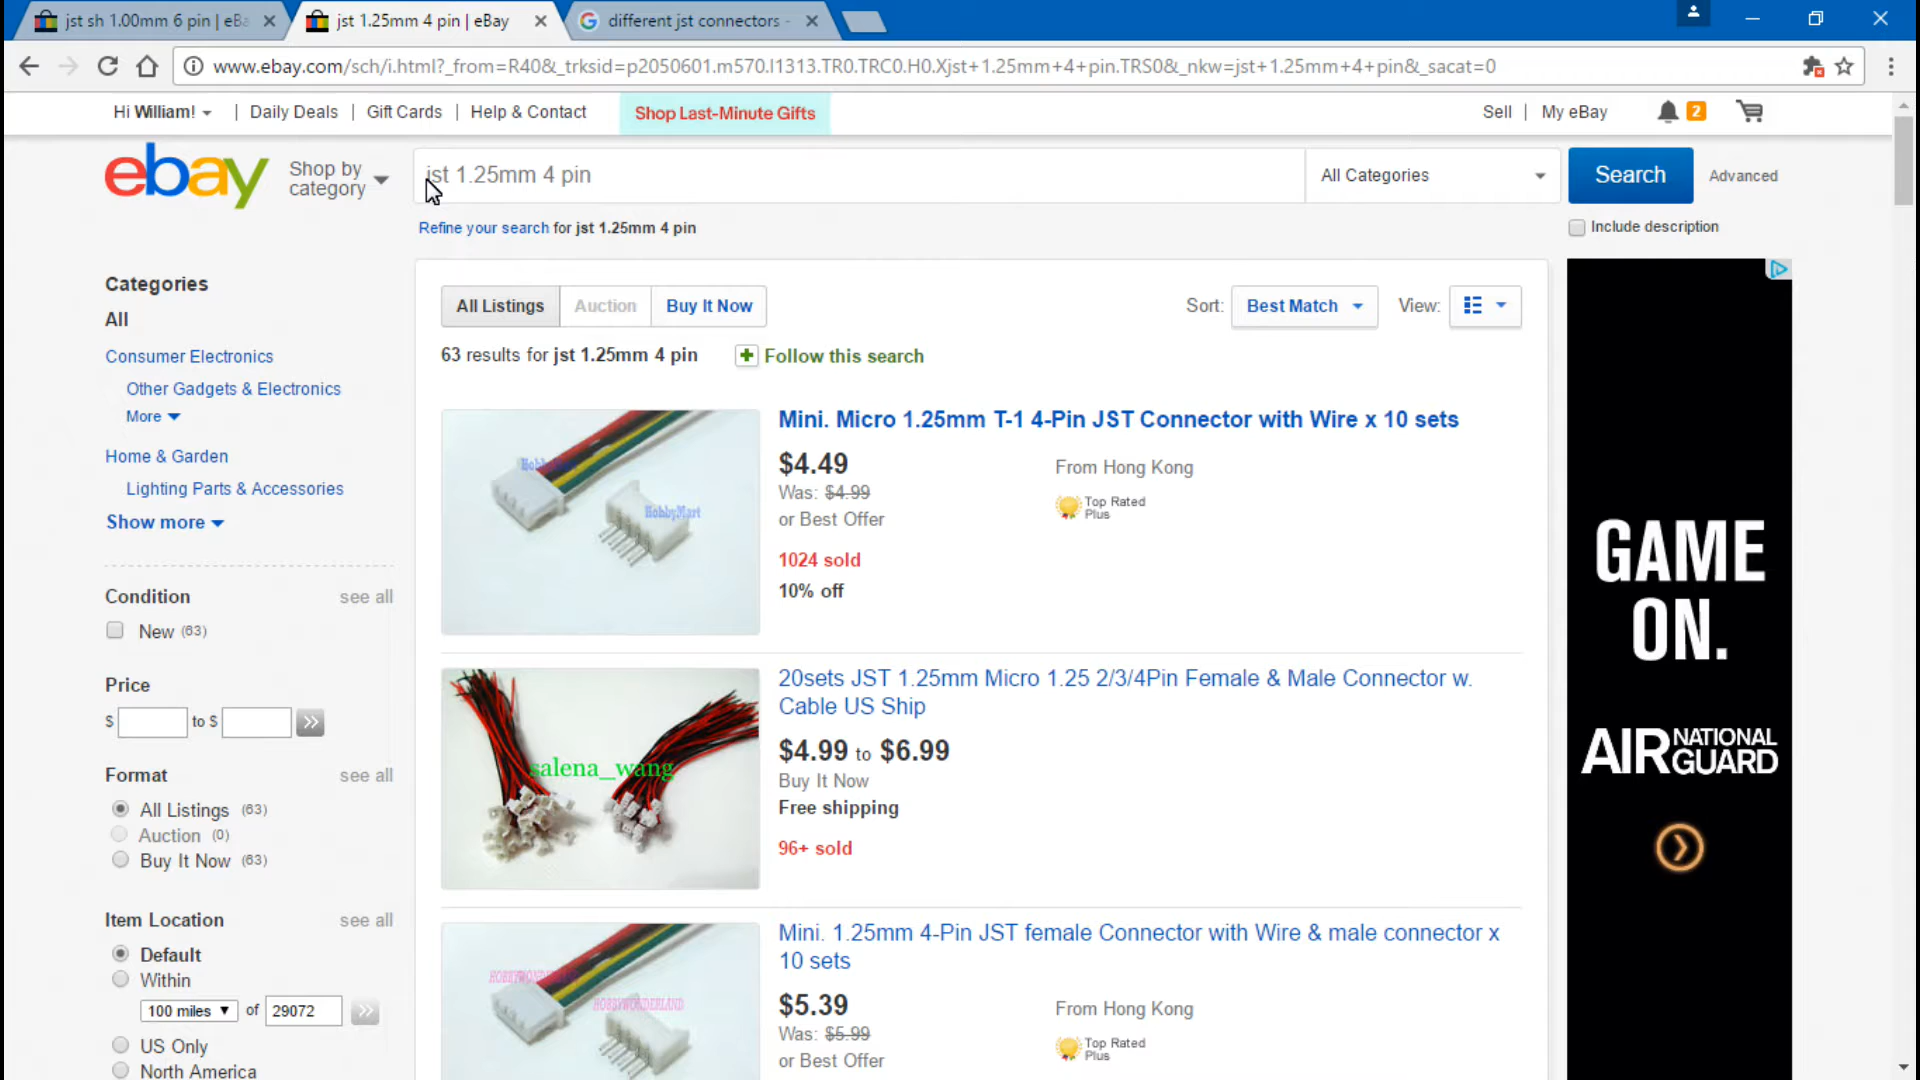 jst sh 1.00mm 6 pin | eBa
jst 1.25mm 4 pin | eBay
different jst connectors -
www.ebay.com/sch/i.html?_from=R40&_trksid=p2050601.m570.l1313.TR0.TRC0.H0.Xjst+1.25mm+4+pin.TRS0&_nkw=jst+1.25mm+4+pin&_sacat=0
Hi William! | Daily Deals | Gift Cards | Help & Contact Shop Last-Minute Gifts Sell | My eBay 2
ebay Shop by category jst 1.25mm 4 pin All Categories Search Advanced
Refine your search for jst 1.25mm 4 pin Include description
Categories
All
Consumer Electronics
Other Gadgets & Electronics
More
Home & Garden
Lighting Parts & Accessories
Show more
Condition see all
New (63)
Price
$ to $
Format see all
All Listings (63)
Auction (0)
Buy It Now (63)
Item Location see all
Default
Within
100 miles of 29072
US Only
North America
All Listings Auction Buy It Now Sort: Best Match View:
63 results for jst 1.25mm 4 pin Follow this search
HobbyMart
Mini. Micro 1.25mm T-1 4-Pin JST Connector with Wire x 10 sets
$4.49 From Hong Kong
Was: $4.99 Top Rated
Plus
or Best Offer
1024 sold
10% off
salena_wang
20sets JST 1.25mm Micro 1.25 2/3/4Pin Female & Male Connector w.
Cable US Ship
$4.99 to $6.99
Buy It Now
Free shipping
96+ sold
HOBBYWONDERLAND
Mini. 1.25mm 4-Pin JST female Connector with Wire & male connector x
10 sets
$5.39 From Hong Kong
Was: $5.99 Top Rated
Plus
or Best Offer
GAME
ON.
AIR NATIONAL
GUARD